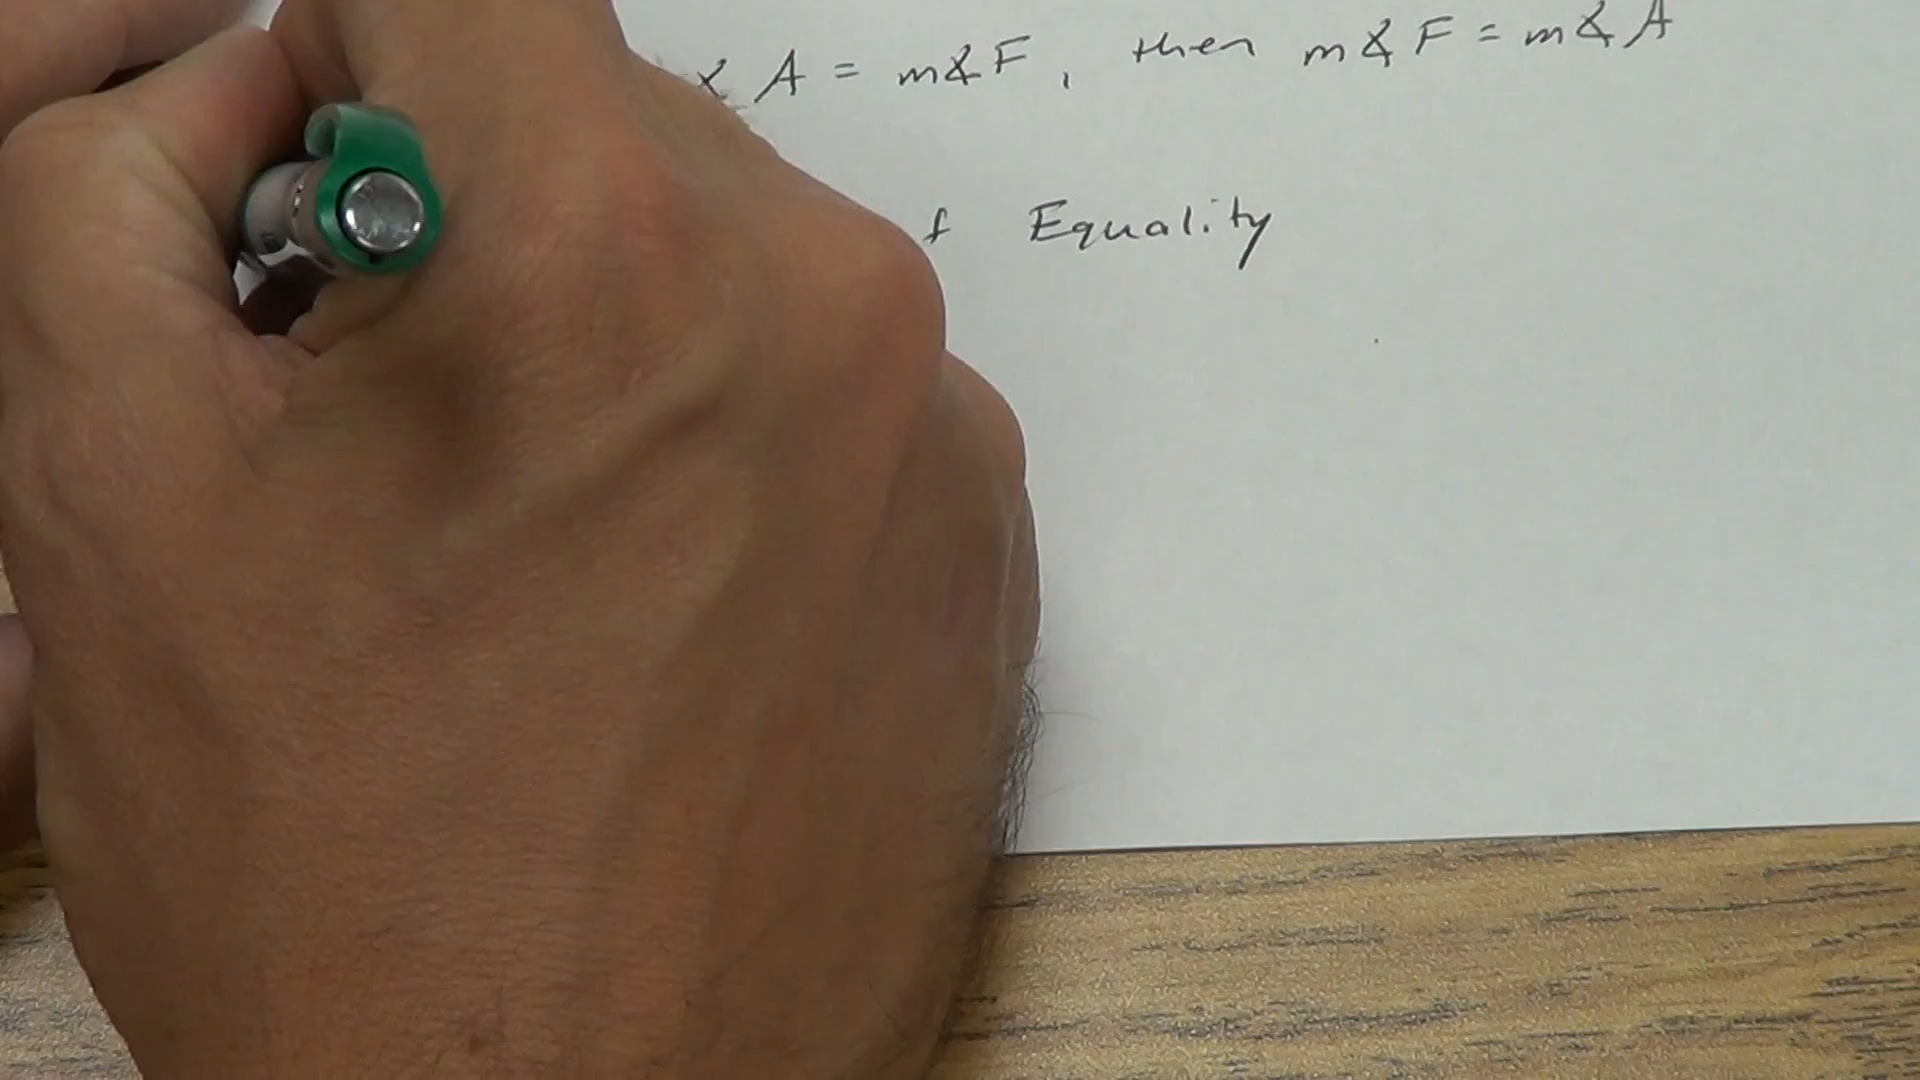 ∡ A = m∡F, then m∡F = m∡A
f Equality